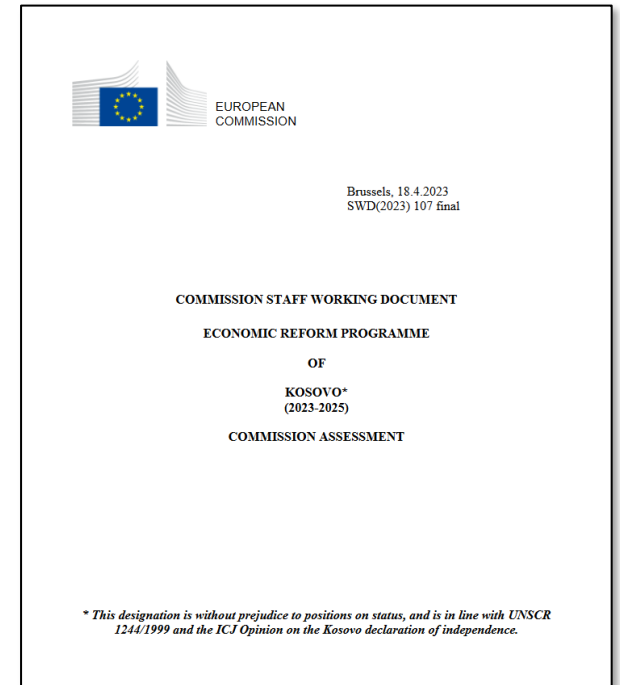 EUROPEAN
COMMISSION
Brussels, 18.4.2023
SWD(2023) 107 final
COMMISSION STAFF WORKING DOCUMENT
ECONOMIC REFORM PROGRAMME
OF
KOSOVO*
(2023-2025)
COMMISSION ASSESSMENT
* This designation is without prejudice to positions on status, and is in line with UNSCR
1244/1999 and the ICJ Opinion on the Kosovo declaration of independence.